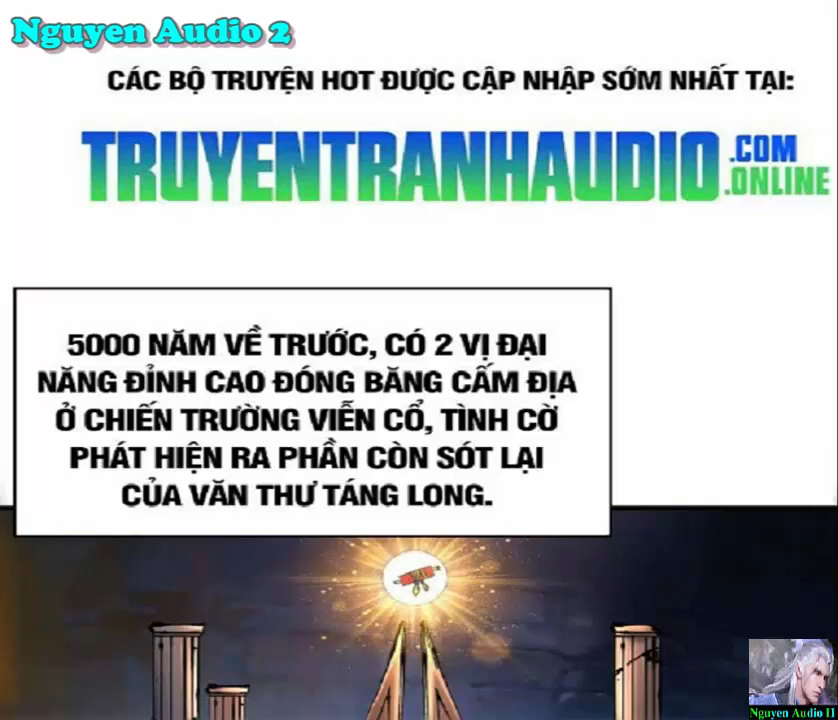 Nguyen Audio 2
CÁC BỘ TRUYỆN HOT ĐƯỢC CẬP NHẬP SỚM NHẤT TẠI:
TRUYENTRANHAUDIO.COM
.ONLINE
5000 NĂM VỀ TRƯỚC, CÓ 2 VỊ ĐẠI
NĂNG ĐỈNH CAO ĐÓNG BĂNG CẤM ĐỊA
Ở CHIẾN TRƯỜNG VIỄN CỔ, TÌNH CỜ
PHÁT HIỆN RA PHẦN CÒN SÓT LẠI
CỦA VĂN THƯ TÁNG LONG.
Nguyen Audio II